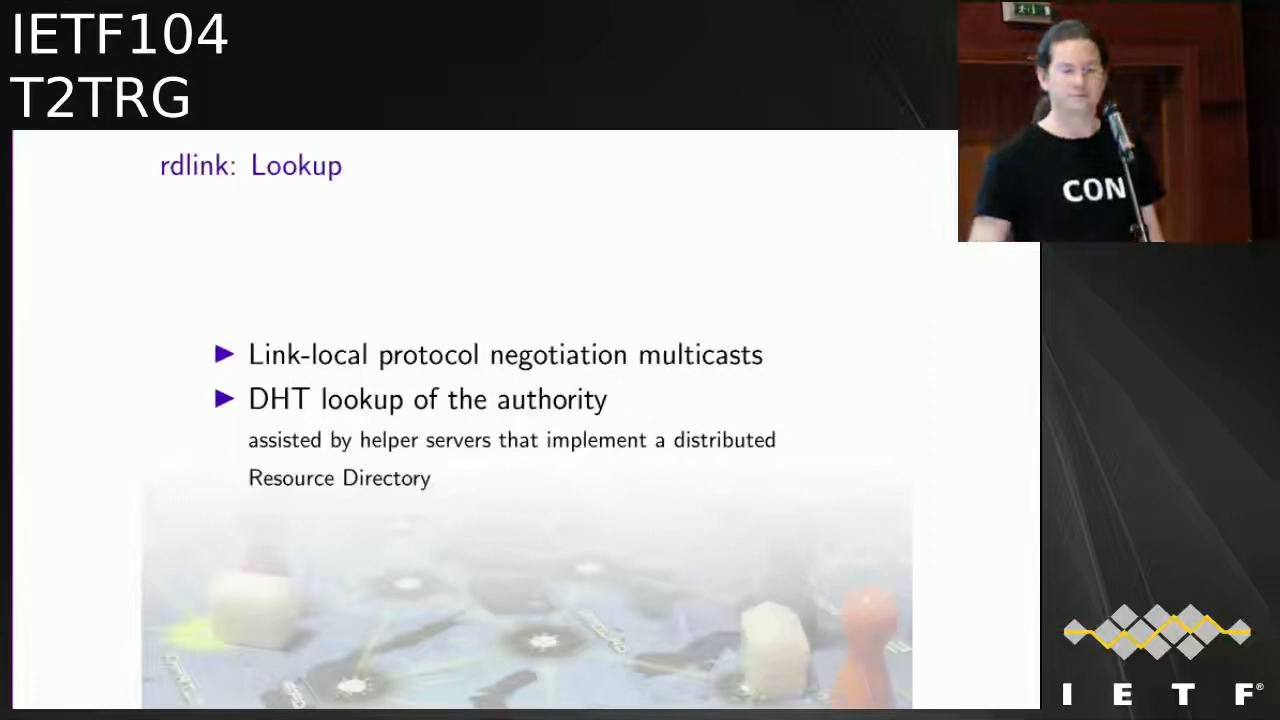 IETF104
T2TRG
CON
rdlink: Lookup
▶ Link-local protocol negotiation multicasts
▶ DHT lookup of the authority
assisted by helper servers that implement a distributed
Resource Directory
I E T F®